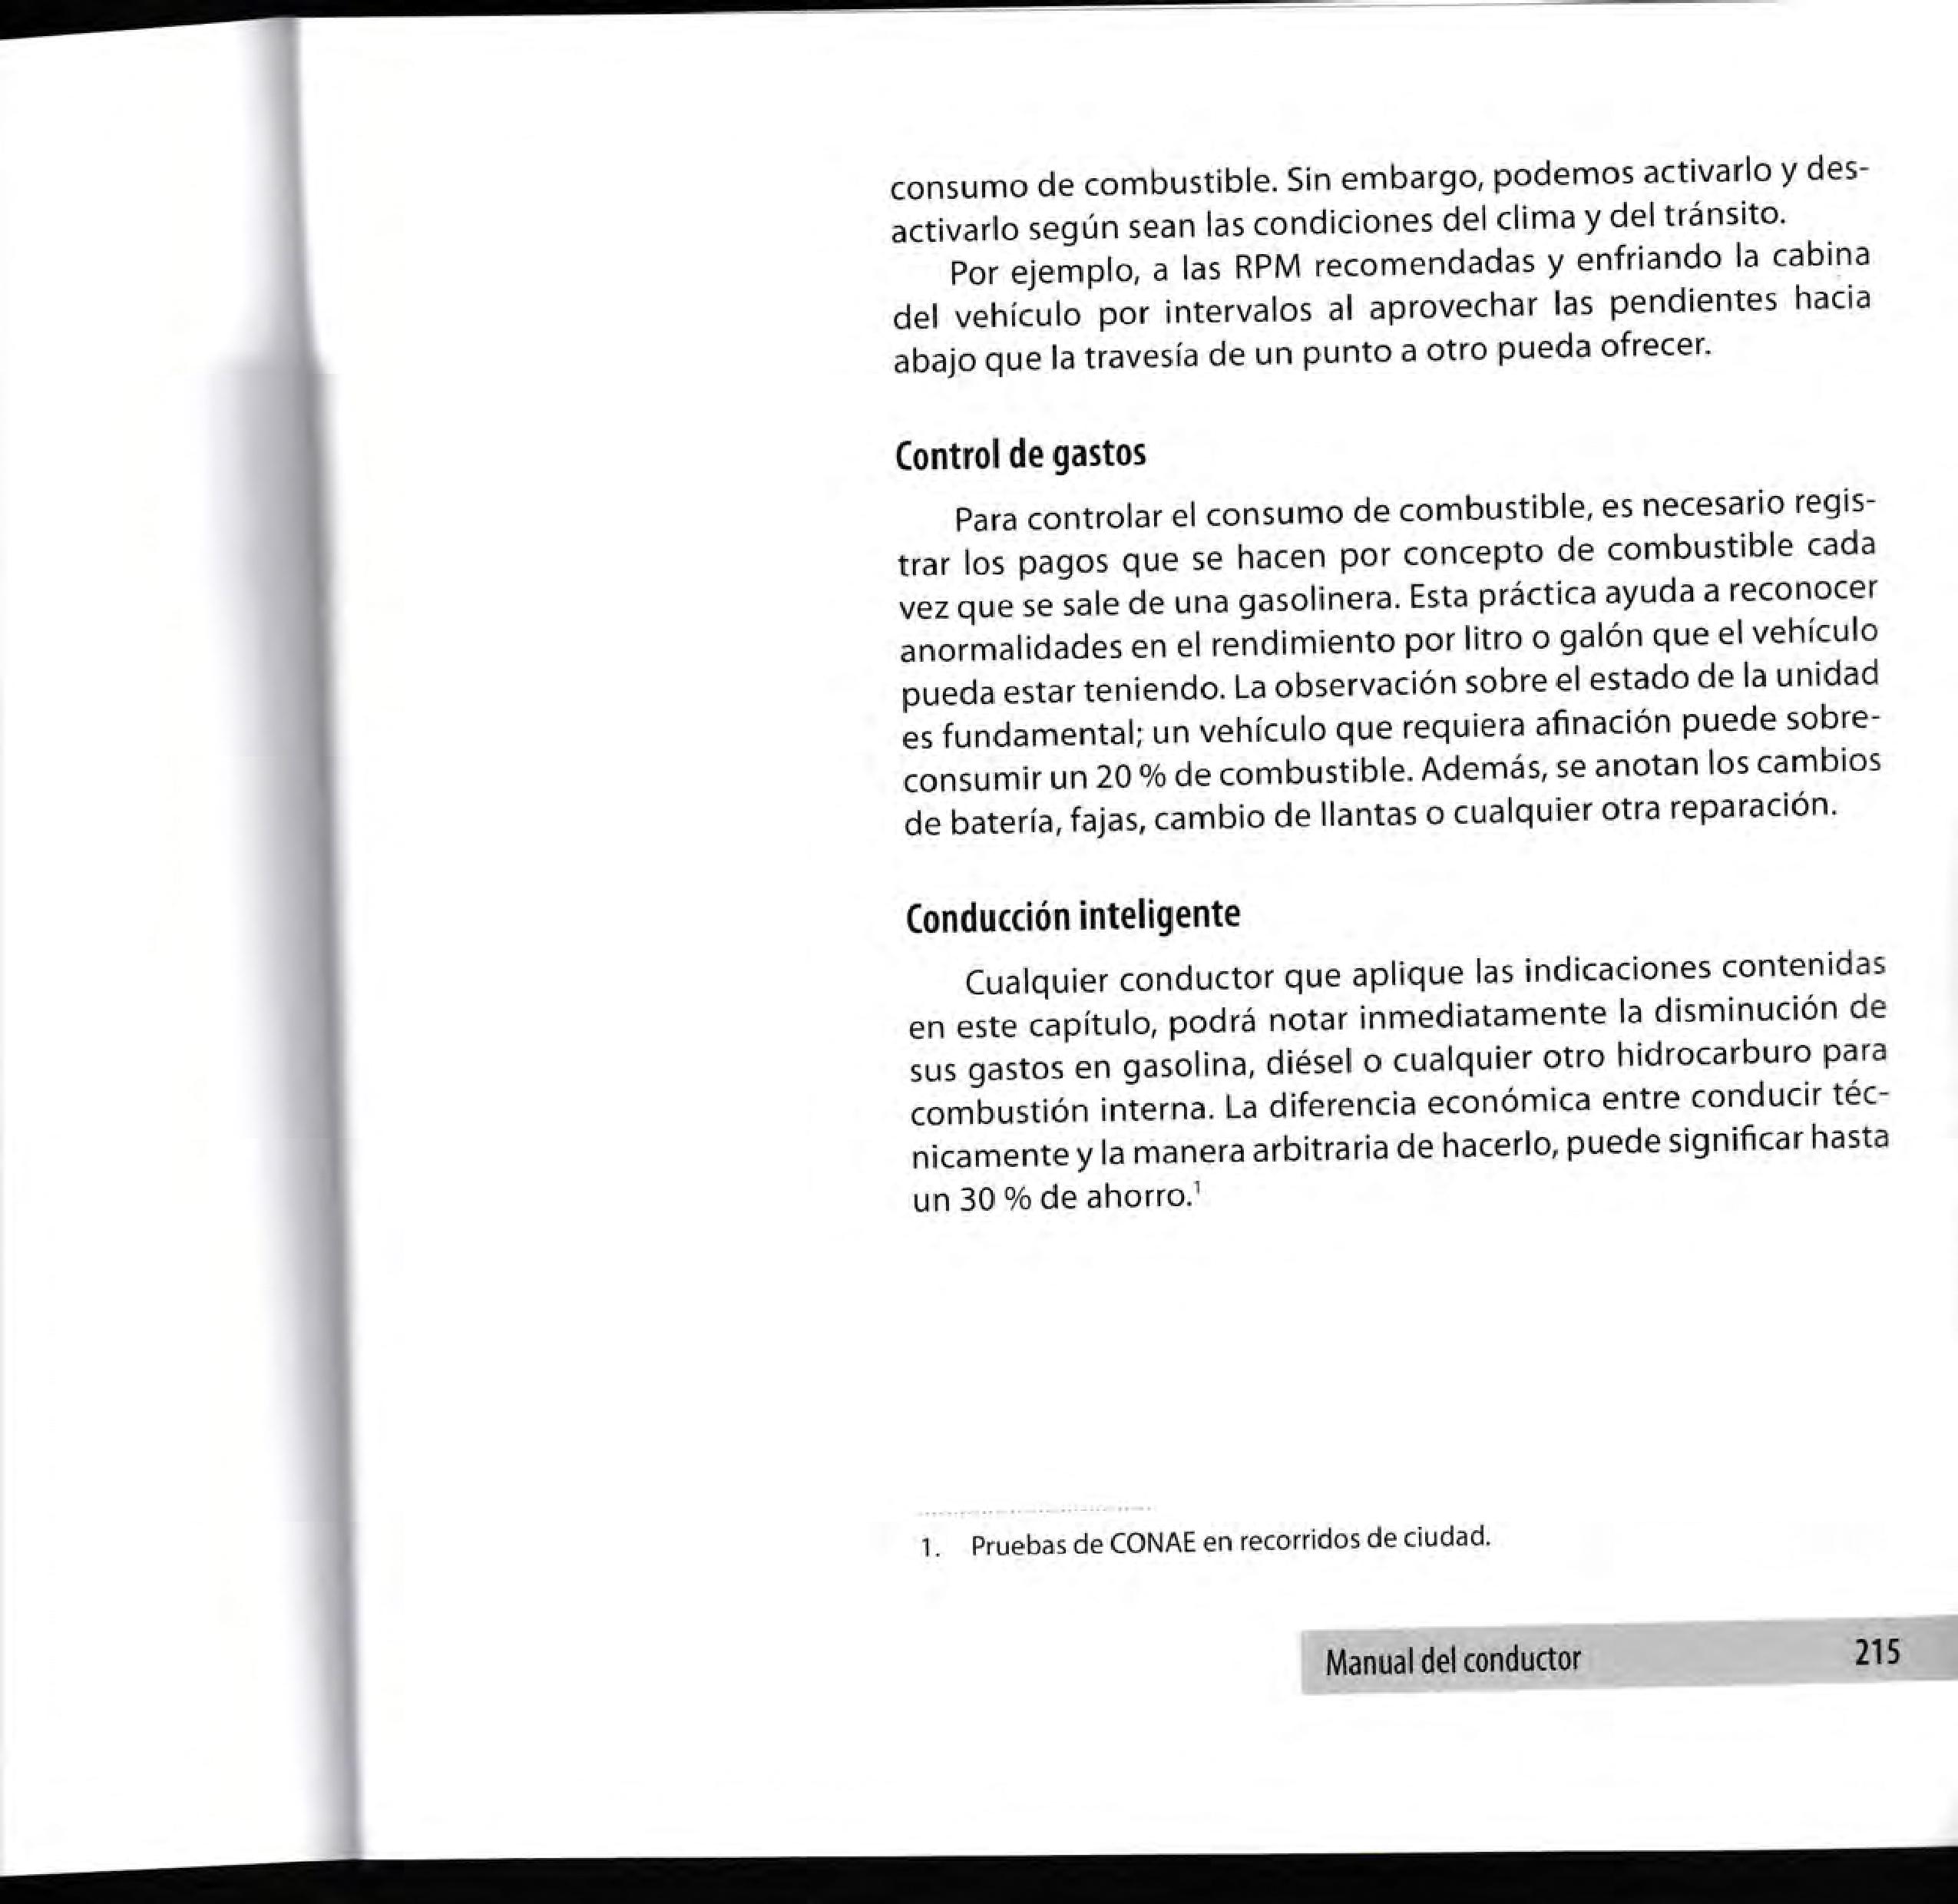 consumo de combustible. Sin embargo, podemos activarlo y des-
activarlo según sean las condiciones del clima y del tránsito.
Por ejemplo, a las RPM recomendadas y enfriando la cabina
del vehículo por intervalos al aprovechar las pendientes hacia
abajo que la travesía de un punto a otro pueda ofrecer.
Control de gastos
Para controlar el consumo de combustible, es necesario regis-
trar los pagos que se hacen por concepto de combustible cada
vez que se sale de una gasolinera. Esta práctica ayuda a reconocer
anormalidades en el rendimiento por litro o galón que el vehículo
pueda estar teniendo. La observación sobre el estado de la unidad
es fundamental; un vehículo que requiera afinación puede sobre-
consumir un 20 % de combustible. Además, se anotan los cambios
de batería, fajas, cambio de llantas o cualquier otra reparación.
Conducción inteligente
Cualquier conductor que aplique las indicaciones contenidas
en este capítulo, podrá notar inmediatamente la disminución de
sus gastos en gasolina, diésel o cualquier otro hidrocarburo para
combustión interna. La diferencia económica entre conducir téc-
nicamente y la manera arbitraria de hacerlo, puede significar hasta
un 30 % de ahorro.¹
1. Pruebas de CONAE en recorridos de ciudad.
Manual del conductor 215